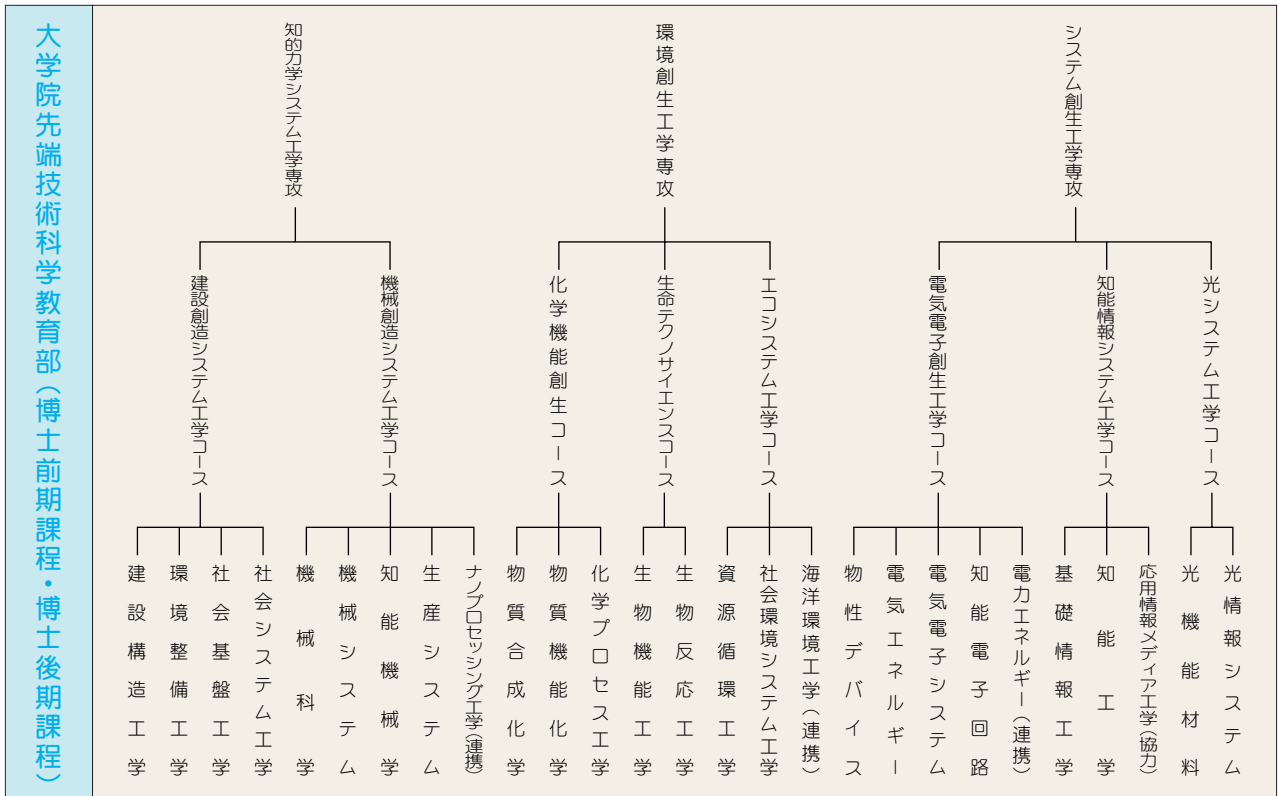 大学院先端技術科学教育部（博士前期課程・博士後期課程）
知的力学システム工学専攻
環境創生工学専攻
システム創生工学専攻
建設創造システム工学コース
機械創造システム工学コース
化学機能創生コース
生命テクノサイエンスコース
エコシステム工学コース
電気電子創生工学コース
知能情報システム工学コース
光システム工学コース
建設構造工学
環境整備工学
社会基盤工学
社会システム工学
機械科学
機械システム
知能機械学
生産システム
ナノプロセッシング工学（連携）
物質合成化学
物質機能化学
化学プロセス工学
生物機能工学
生物反応工学
資源循環工学
社会環境システム工学
海洋環境工学（連携）
物性デバイス
電気エネルギー
電気電子システム
知能電子回路
電力エネルギー（連携）
基礎情報工学
知能工学
応用情報メディア工学（協力）
光機能材料
光情報システム